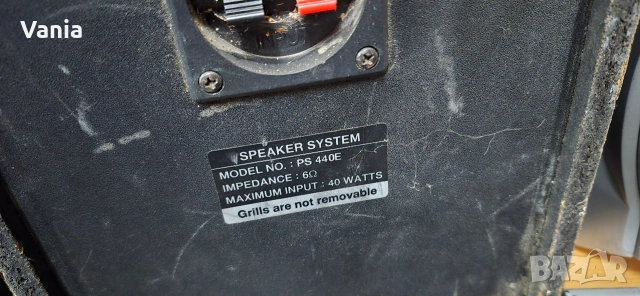 Vania
SPEAKER SYSTEM
MODEL NO. : PS 440E
IMPEDANCE : 6Ω
MAXIMUM INPUT : 40 WATTS
Grills are not removable
BAZAR